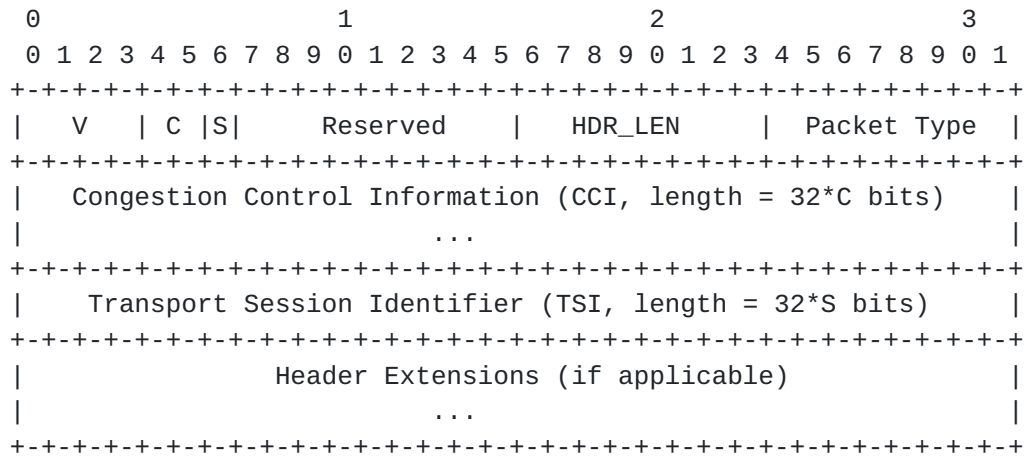 0                   1                   2                   3
 0 1 2 3 4 5 6 7 8 9 0 1 2 3 4 5 6 7 8 9 0 1 2 3 4 5 6 7 8 9 0 1
+-+-+-+-+-+-+-+-+-+-+-+-+-+-+-+-+-+-+-+-+-+-+-+-+-+-+-+-+-+-+-+-+
|   V   | C |S|     Reserved    |   HDR_LEN     |  Packet Type  |
+-+-+-+-+-+-+-+-+-+-+-+-+-+-+-+-+-+-+-+-+-+-+-+-+-+-+-+-+-+-+-+-+
|   Congestion Control Information (CCI, length = 32*C bits)    |
|                          ...                                  |
+-+-+-+-+-+-+-+-+-+-+-+-+-+-+-+-+-+-+-+-+-+-+-+-+-+-+-+-+-+-+-+-+
|    Transport Session Identifier (TSI, length = 32*S bits)     |
+-+-+-+-+-+-+-+-+-+-+-+-+-+-+-+-+-+-+-+-+-+-+-+-+-+-+-+-+-+-+-+-+
|                Header Extensions (if applicable)              |
|                          ...                                  |
+-+-+-+-+-+-+-+-+-+-+-+-+-+-+-+-+-+-+-+-+-+-+-+-+-+-+-+-+-+-+-+-+